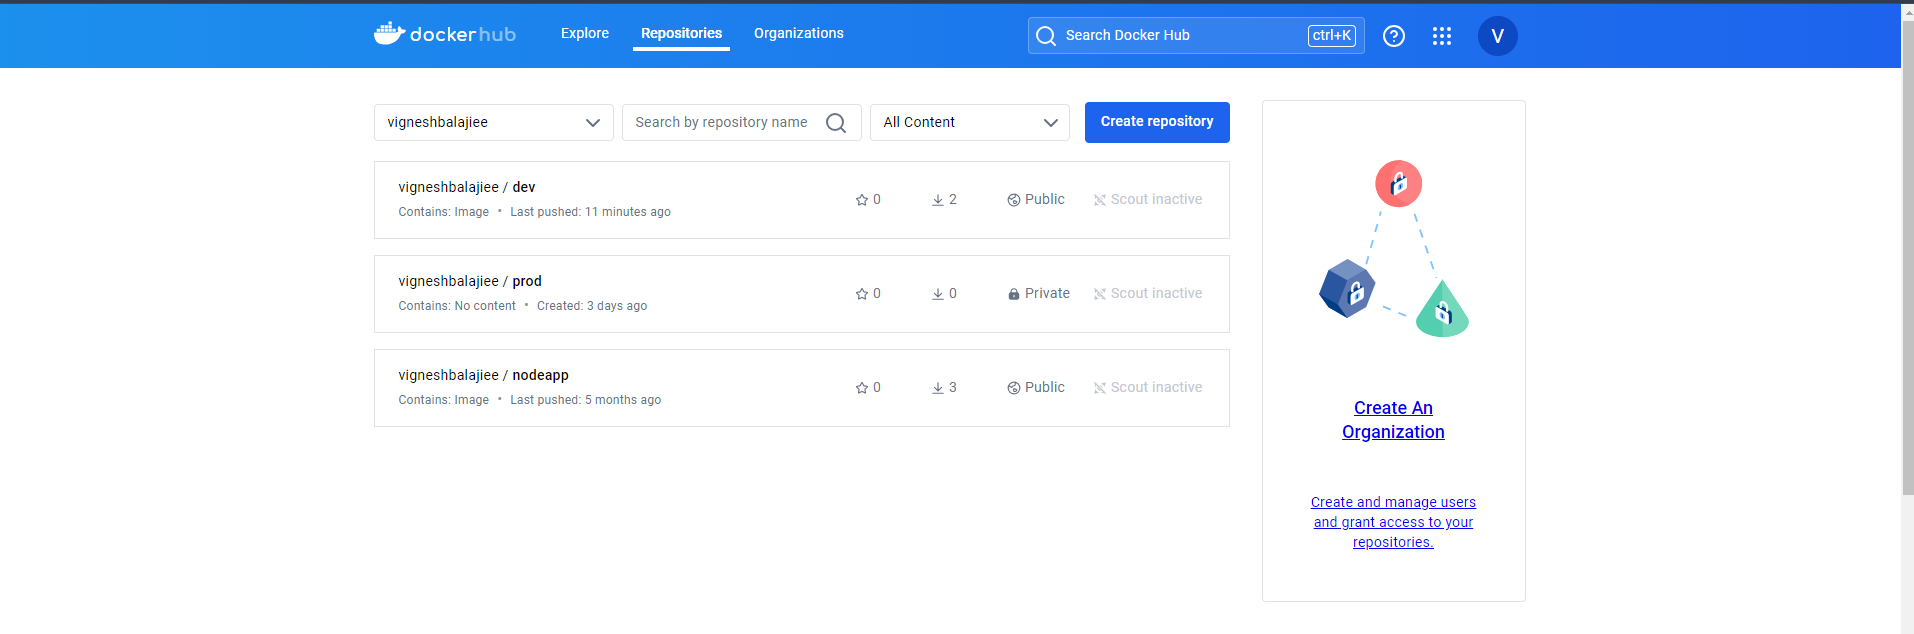 dockerhub Explore Repositories Organizations Search Docker Hub ctrl+K ? V
vigneshbalajiee Search by repository name All Content Create repository
vigneshbalajiee / dev
Contains: Image • Last pushed: 11 minutes ago
0 2 Public Scout inactive
vigneshbalajiee / prod
Contains: No content • Created: 3 days ago
0 0 Private Scout inactive
vigneshbalajiee / nodeapp
Contains: Image • Last pushed: 5 months ago
0 3 Public Scout inactive
Create An
Organization
Create and manage users
and grant access to your
repositories.